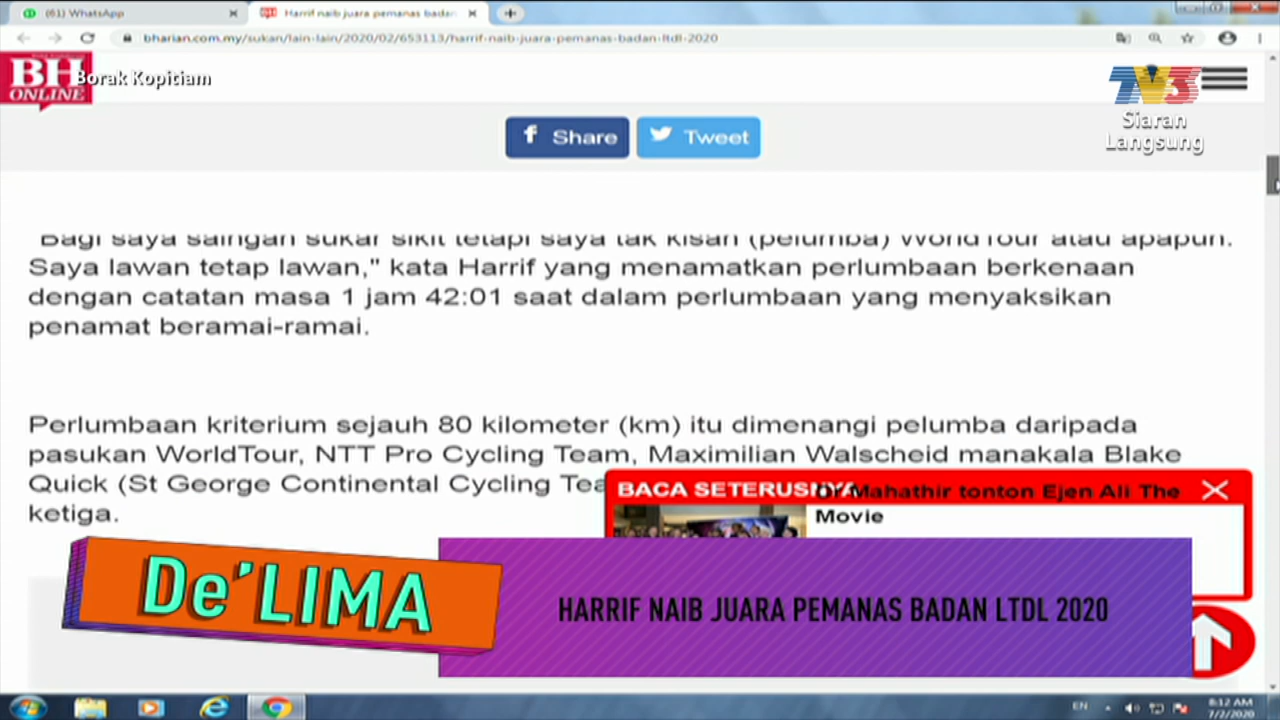 (61) WhatsApp
Harrif naib juara pemanas badan
bharian.com.my/sukan/lain-lain/2020/02/653113/harrif-naib-juara-pemanas-badan-ltdl-2020
BH
ONLINE
Borak Kopitiam
TV3
Siaran
Langsung
Share
Tweet
"Bagi saya saingan sukar sikit tetapi saya tak kisah (pelumba) WorldTour atau apapun.
Saya lawan tetap lawan," kata Harrif yang menamatkan perlumbaan berkenaan
dengan catatan masa 1 jam 42:01 saat dalam perlumbaan yang menyaksikan
penamat beramai-ramai.
Perlumbaan kriterium sejauh 80 kilometer (km) itu dimenangi pelumba daripada
pasukan WorldTour, NTT Pro Cycling Team, Maximilian Walscheid manakala Blake
Quick (St George Continental Cycling
ketiga.
BACA SETERUSNYA
Dr Mahathir tonton Ejen Ali The
Movie
De'LIMA
HARRIF NAIB JUARA PEMANAS BADAN LTDL 2020
EN
8:12 AM
7/2/2020